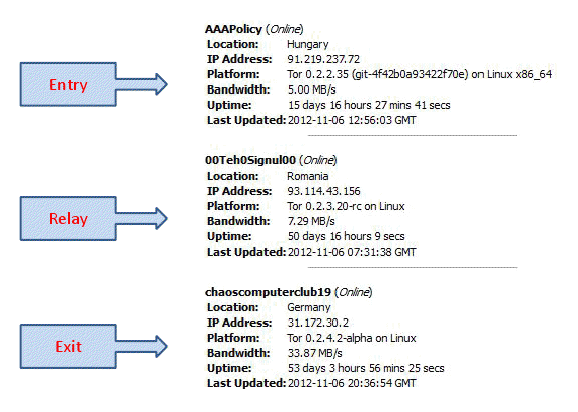 AAAPolicy (Online)
Location: Hungary
IP Address: 91.219.237.72
Entry
Platform: Tor 0.2.2.35 (git-4f42b0a93422f70e) on Linux x86_64
Bandwidth: 5.00 MB/s
Uptime: 15 days 16 hours 27 mins 41 secs
Last Updated: 2012-11-06 12:56:03 GMT
00Teh0Signul00 (Online)
Location: Romania
IP Address: 93.114.43.156
Platform: Tor 0.2.3.20-rc on Linux
Relay
Bandwidth: 7.29 MB/s
Uptime: 50 days 16 hours 9 secs
Last Updated: 2012-11-06 07:31:38 GMT
chaoscomputerclub19 (Online)
Location: Germany
IP Address: 31.172.30.2
Platform: Tor 0.2.4.2-alpha on Linux
Exit
Bandwidth: 33.87 MB/s
Uptime: 53 days 3 hours 56 mins 25 secs
Last Updated: 2012-11-06 20:36:54 GMT